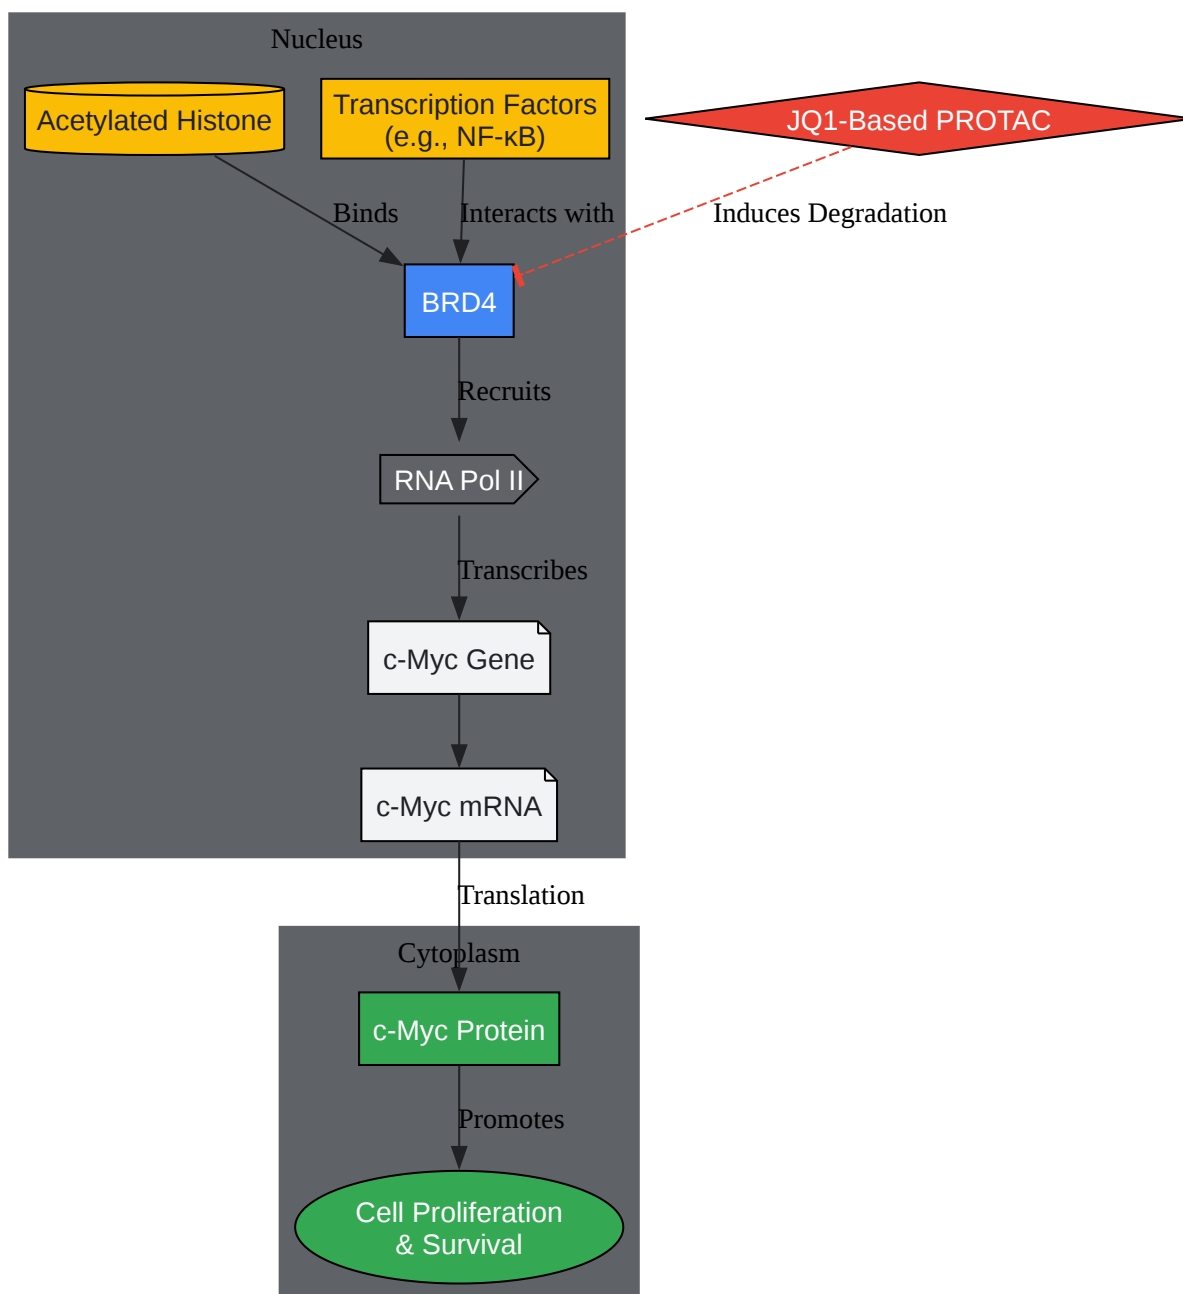 Nucleus
Acetylated Histone
Transcription Factors
(e.g., NF-κB)
JQ1-Based PROTAC
Binds
Interacts with
Induces Degradation
BRD4
Recruits
RNA Pol II
Transcribes
c-Myc Gene
c-Myc mRNA
Translation
Cytoplasm
c-Myc Protein
Promotes
Cell Proliferation
& Survival